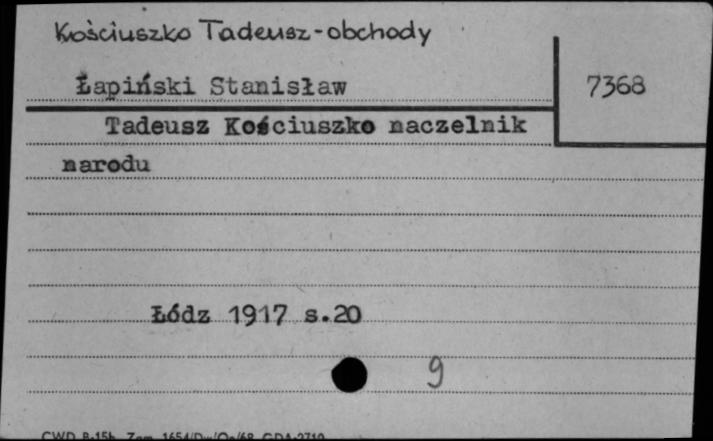 Kościuszko Tadeusz-obchody
Łapiński Stanisław
7368
Tadeusz Kościuszko naczelnik
narodu
Łódz 1917 s.20
9